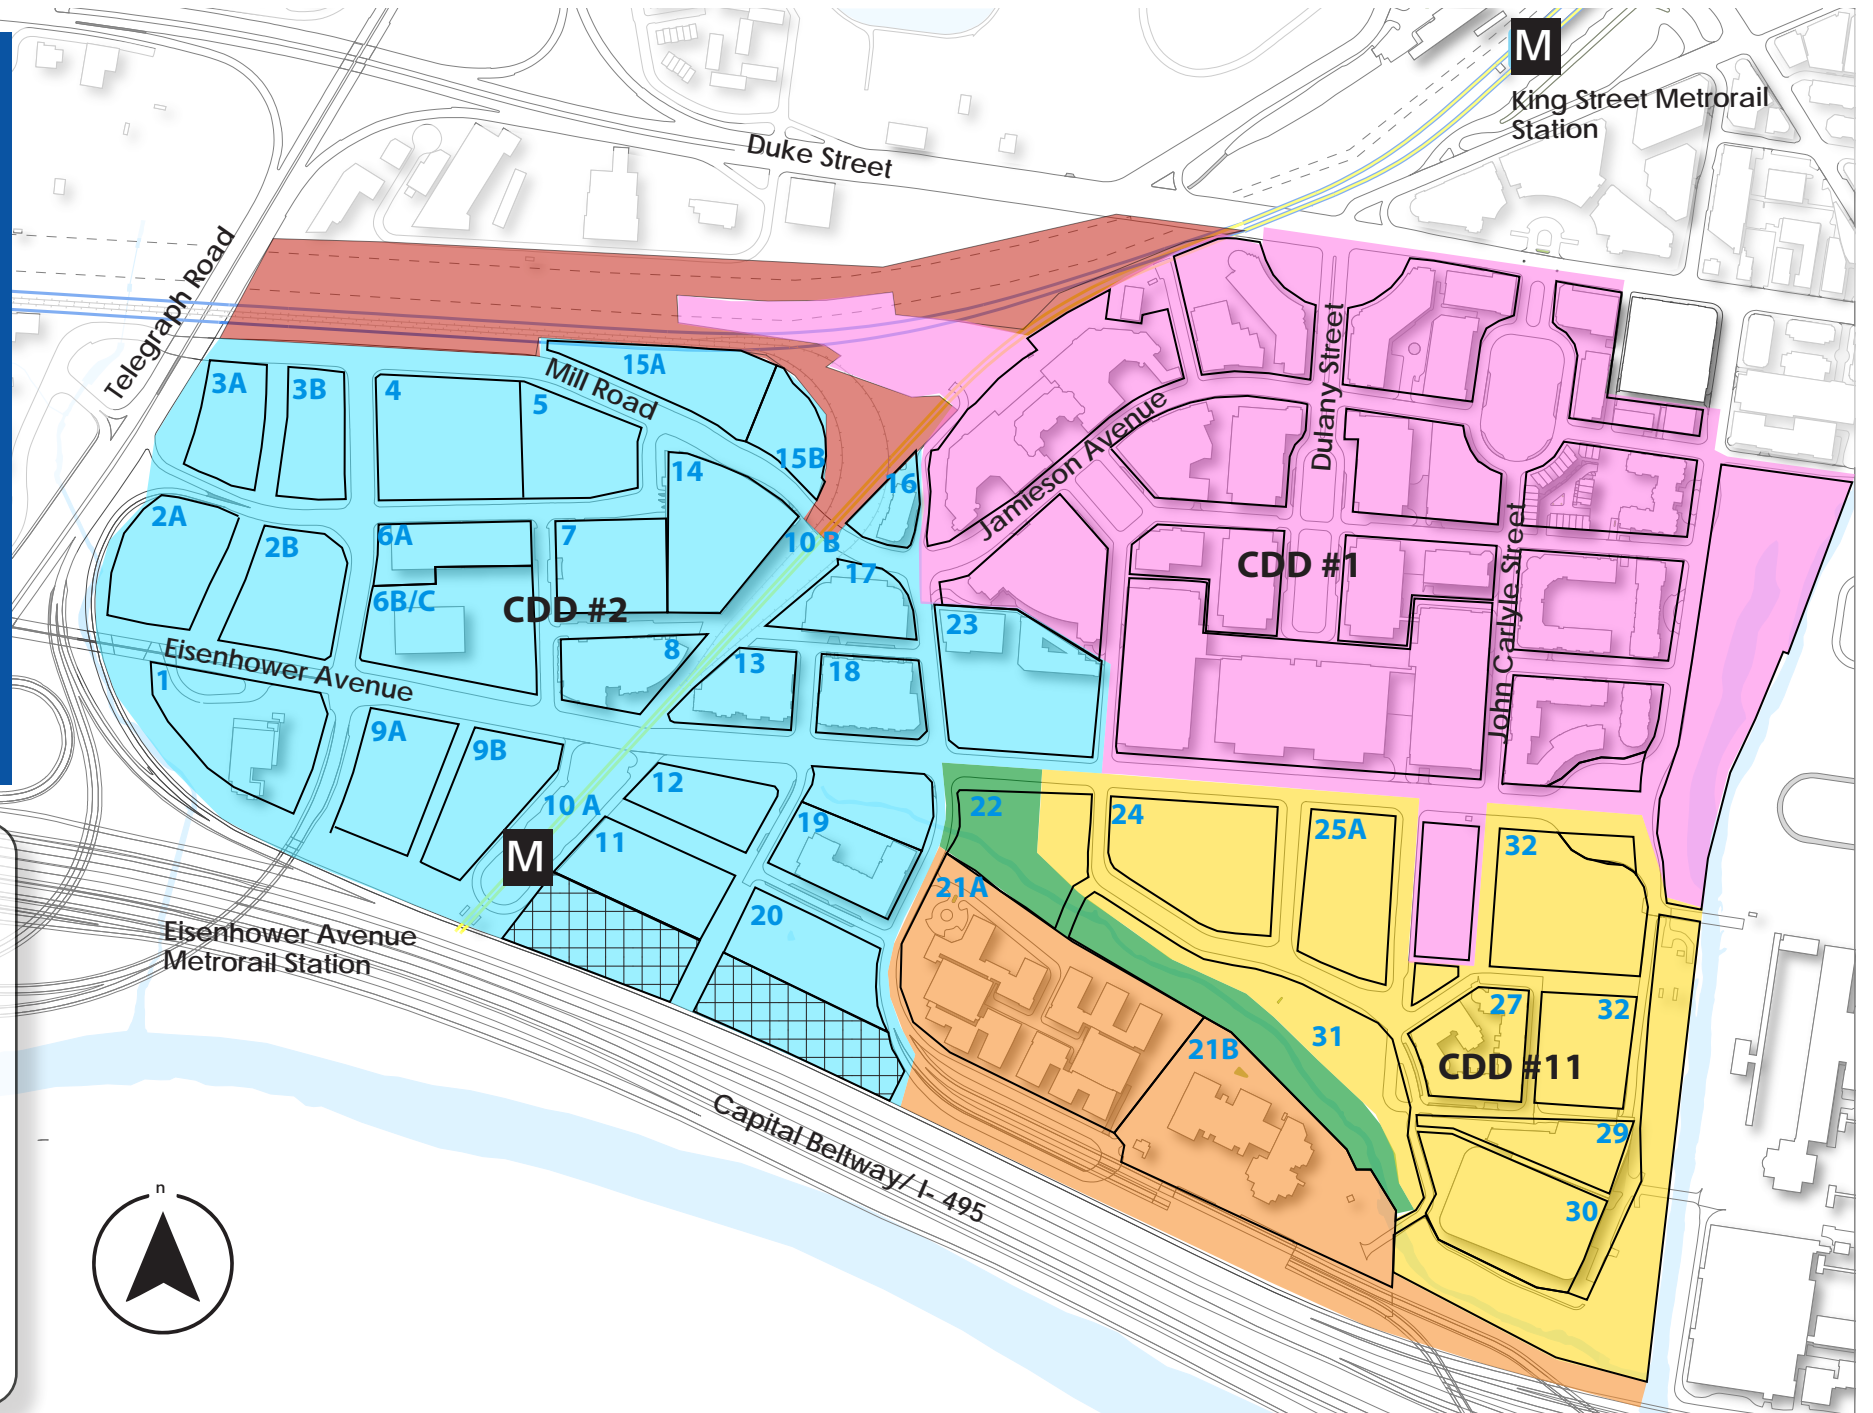 M
King Street Metrorail
Station
Duke Street
Telegraph Road
Mill Road
15A
3A
3B
4
5
Dulany Street
Jamieson Avenue
15B
14
16
2A
2B
6A
7
10 B
17
CDD #1
John Carlyle Street
6B/C
CDD #2
23
Eisenhower Avenue
1
8
13
18
9A
9B
12
10 A
19
11
M
22
24
25A
32
21A
20
Eisenhower Avenue
Metrorail Station
27
32
31
21B
CDD #11
29
30
Capital Beltway/ I- 495
n